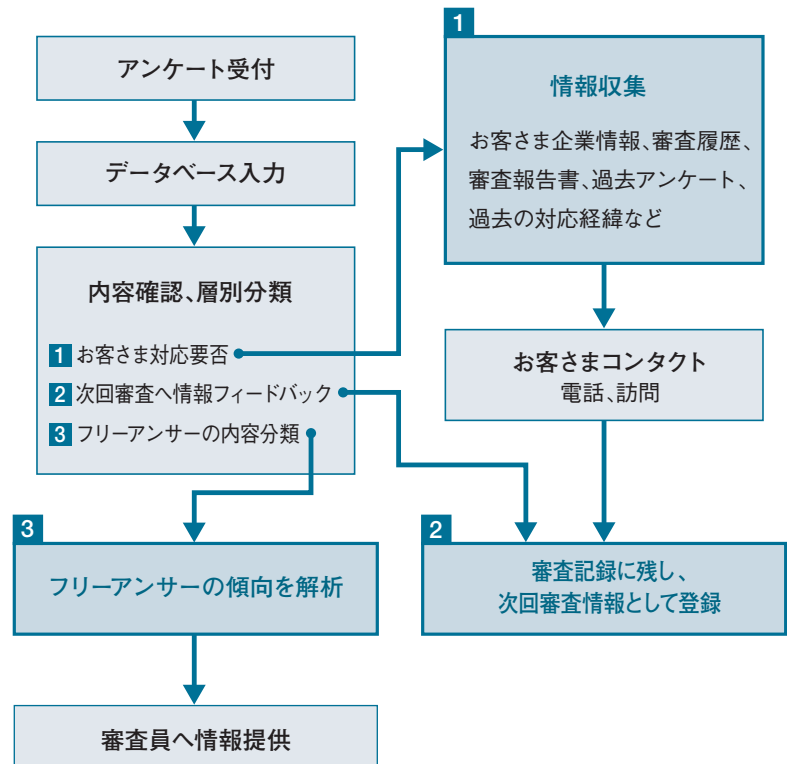 アンケート受付
データベース入力
内容確認、層別分類
1 お客さま対応要否
2 次回審査へ情報フィードバック
3 フリーアンサーの内容分類
1
情報収集
お客さま企業情報、審査履歴、
審査報告書、過去アンケート、
過去の対応経緯など
お客さまコンタクト
電話、訪問
2
審査記録に残し、
次回審査情報として登録
3
フリーアンサーの傾向を解析
審査員へ情報提供